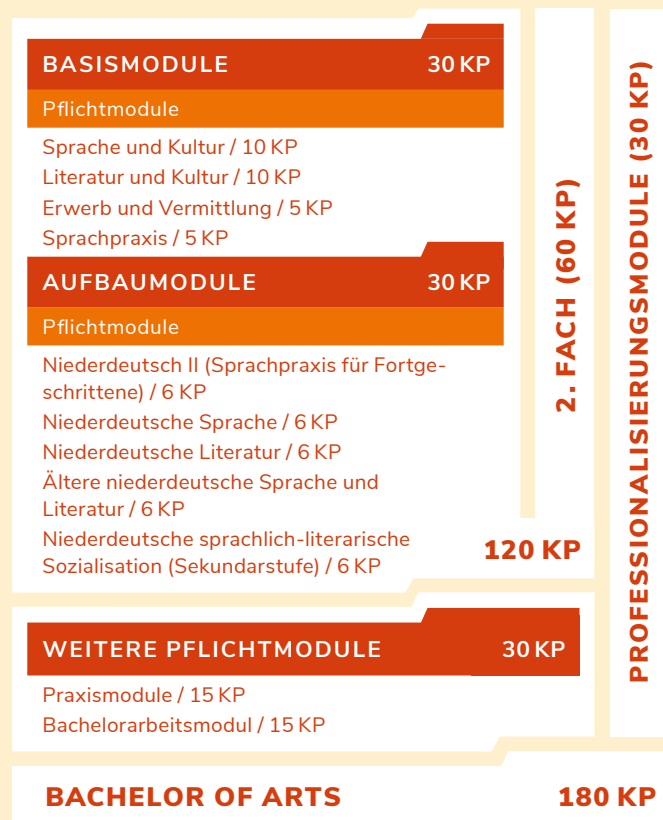 BASISMODULE 30 KP
Pflichtmodule
Sprache und Kultur / 10 KP
Literatur und Kultur / 10 KP
Erwerb und Vermittlung / 5 KP
Sprachpraxis / 5 KP
AUFBAUMODULE 30 KP
Pflichtmodule
Niederdeutsch II (Sprachpraxis für Fortge-
schrittene) / 6 KP
Niederdeutsche Sprache / 6 KP
Niederdeutsche Literatur / 6 KP
Ältere niederdeutsche Sprache und
Literatur / 6 KP
Niederdeutsche sprachlich-literarische
Sozialisation (Sekundarstufe) / 6 KP
2. FACH (60 KP)
120 KP
PROFESSIONALISIERUNGSMODULE (30 KP)
WEITERE PFLICHTMODULE 30 KP
Praxismodule / 15 KP
Bachelorarbeitsmodul / 15 KP
BACHELOR OF ARTS 180 KP